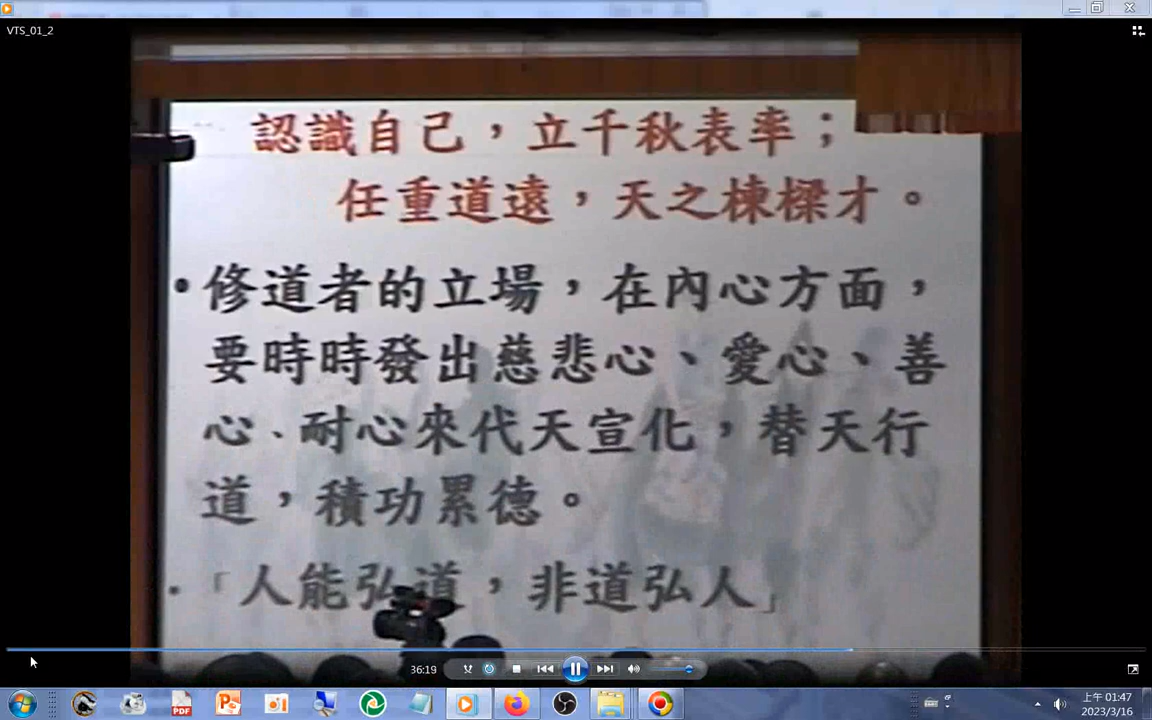 VTS_01_2
認識自己，立千秋表率；
任重道遠，天之棟樑才。
•修道者的立場，在內心方面，
要時時發出慈悲心、愛心、善
心、耐心來代天宣化，替天行
道，積功累德。
•「人能弘道，非道弘人」
36:19
PDF
上午 01:47
2023/3/16